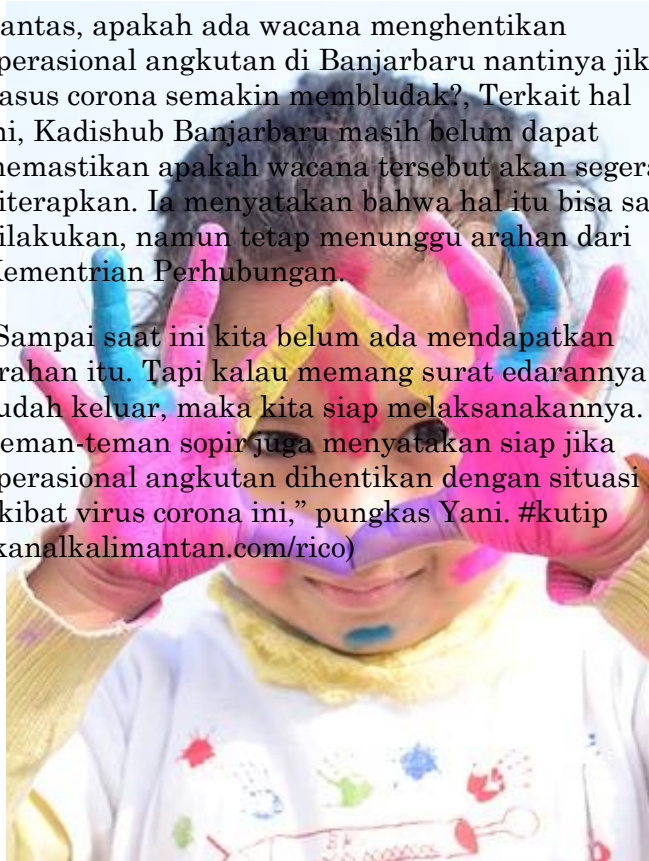 antas, apakah ada wacana menghentikan
perasional angkutan di Banjarbaru nantinya jik
asus corona semakin membludak?, Terkait hal
ni, Kadishub Banjarbaru masih belum dapat
memastikan apakah wacana tersebut akan segera
iterapkan. Ia menyatakan bahwa hal itu bisa sa
ilakukan, namun tetap menunggu arahan dari
Kementrian Perhubungan.
Sampai saat ini kita belum ada mendapatkan
rahan itu. Tapi kalau memang surat edarannya
udah keluar, maka kita siap melaksanakannya.
eman-teman sopir juga menyatakan siap jika
perasional angkutan dihentikan dengan situasi
kibat virus corona ini,” pungkas Yani. #kutip
kanalkalimantan.com/rico)